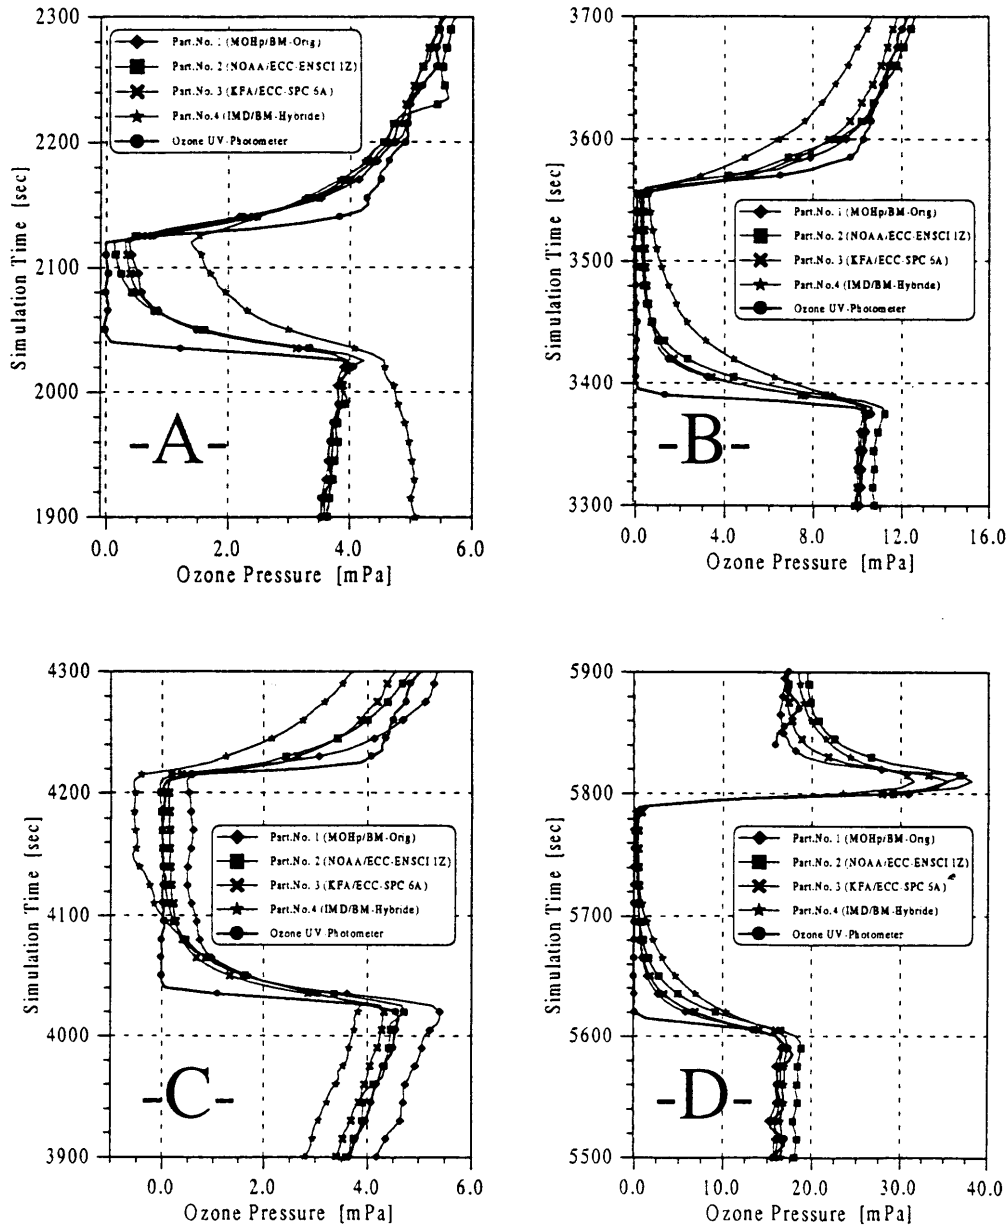 2300
2200
2100
2000
1900
Simulation Time [sec]
Part.No. 1 (MOHp/BM-Orig)
Part.No. 2 (NOAA/ECC-ENSCI 1Z)
Part.No. 3 (KFA/ECC-SPC 6A)
Part.No.4 (IMD/BM-Hybride)
Ozone UV-Photometer
-A-
0.0 2.0 4.0 6.0
Ozone Pressure [mPa]
3700
3600
3500
3400
3300
Simulation Time [sec]
Part.No. 1 (MOHp/BM-Orig)
Part.No. 2 (NOAA/ECC-ENSCI 1Z)
Part.No. 3 (KFA/ECC-SPC 6A)
Part.No.4 (IMD/BM-Hybride)
Ozone UV-Photometer
-B-
0.0 4.0 8.0 12.0 16.0
Ozone Pressure [mPa]
4300
4200
4100
4000
3900
Simulation Time [sec]
Part.No. 1 (MOHp/BM-Orig)
Part.No. 2 (NOAA/ECC-ENSCI 1Z)
Part.No. 3 (KFA/ECC-SPC 6A)
Part.No.4 (IMD/BM-Hybride)
Ozone UV-Photometer
-C-
0.0 2.0 4.0 6.0
Ozone Pressure [mPa]
5900
5800
5700
5600
5500
Simulation Time [sec]
Part.No. 1 (MOHp/BM-Orig)
Part.No. 2 (NOAA/ECC-ENSCI 1Z)
Part.No. 3 (KFA/ECC-SPC 6A)
Part.No.4 (IMD/BM-Hybride)
Ozone UV-Photometer
-D-
0.0 10.0 20.0 30.0 40.0
Ozone Pressure [mPa]